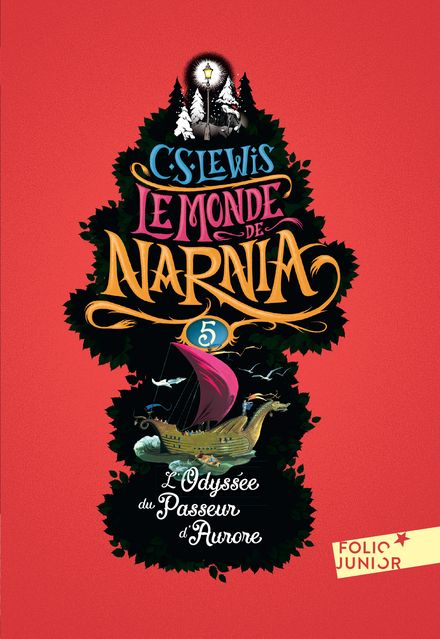 C.S. LEWIS
LE MONDE
DE
NARNIA
5
L'Odyssée
du Passeur
d'Aurore
FOLIO
JUNIOR